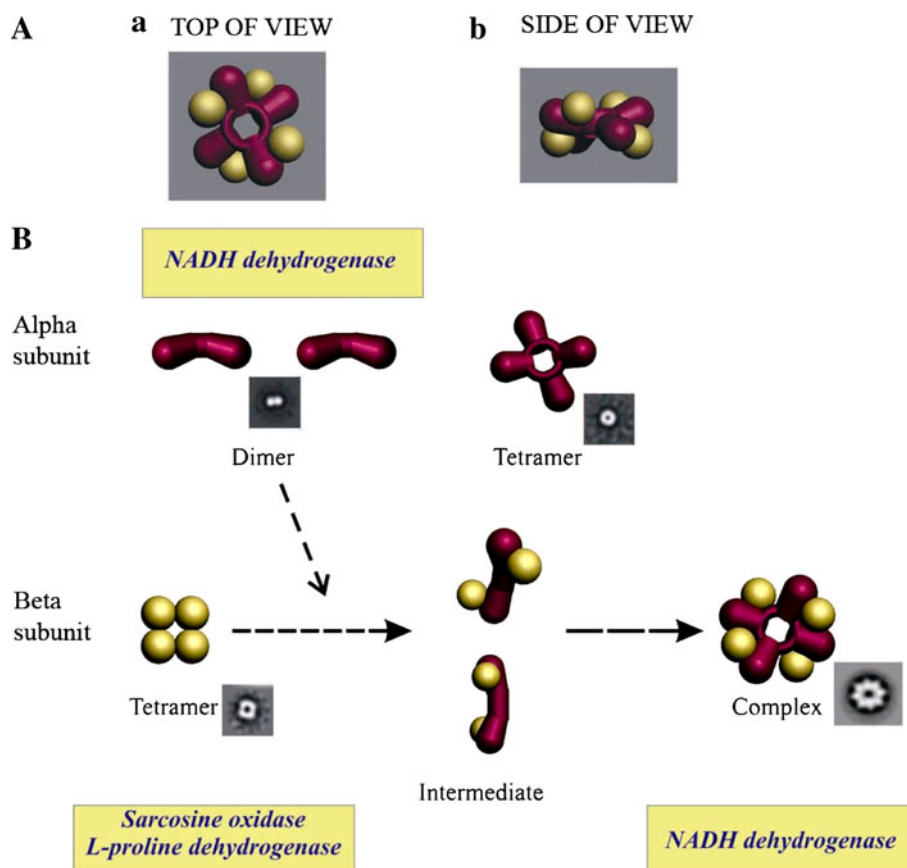 A
a TOP OF VIEW
b SIDE OF VIEW
B
NADH dehydrogenase
Alpha
subunit
Dimer
Tetramer
Beta
subunit
Tetramer
Intermediate
Complex
Sarcosine oxidase
L-proline dehydrogenase
NADH dehydrogenase